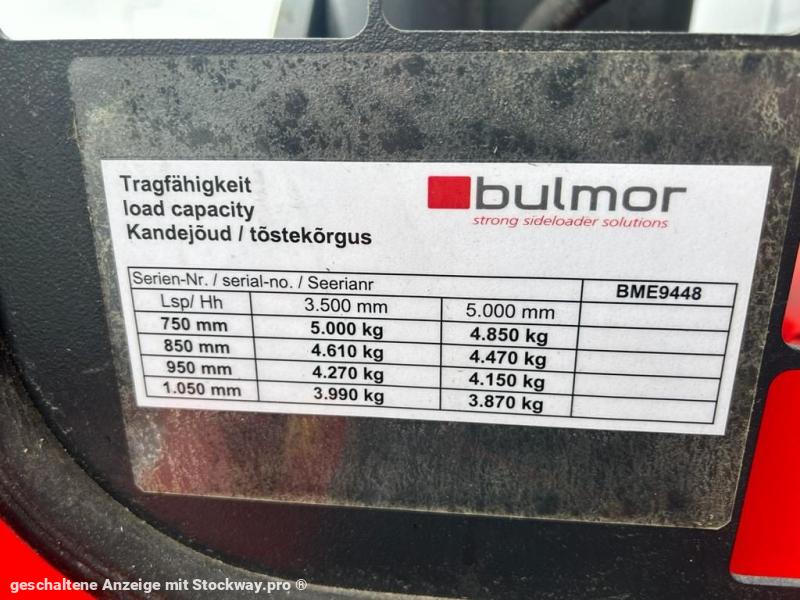 Tragfähigkeit
load capacity
Kandejõud / tõstekõrgus
bulmor
strong sideloader solutions
Serien-Nr. / serial-no. / Seerianr BME9448
Lsp/ Hh 3.500 mm 5.000 mm
750 mm 5.000 kg 4.850 kg
850 mm 4.610 kg 4.470 kg
950 mm 4.270 kg 4.150 kg
1.050 mm 3.990 kg 3.870 kg
geschaltene Anzeige mit Stockway.pro ®